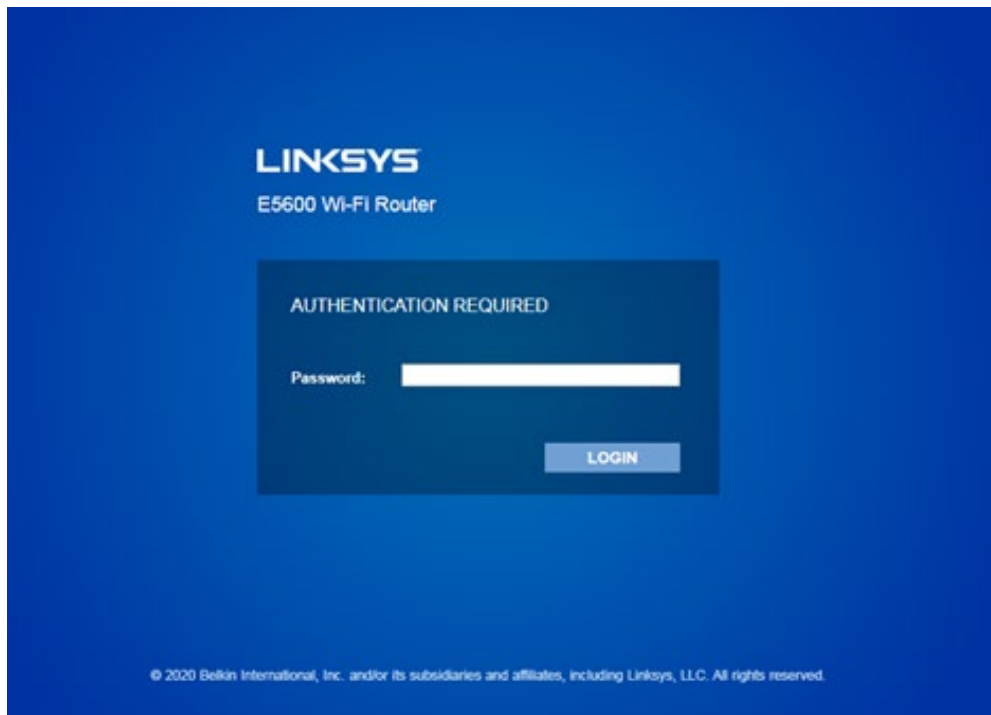 LINKSYS
E5600 Wi-Fi Router
AUTHENTICATION REQUIRED
Password:
LOGIN
© 2020 Belkin International, Inc. and/or its subsidiaries and affiliates, including Linksys, LLC. All rights reserved.